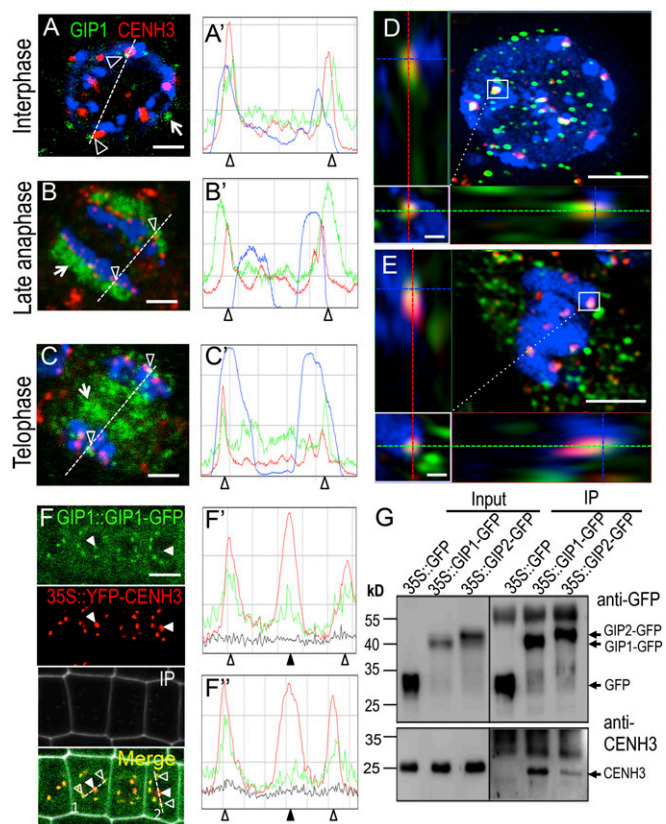 A GIP1 CENH3
A'
D
Interphase
B
B'
Late anaphase
E
C
C'
Telophase
F GIP1::GIP1-GFP
F'
35S::YFP-CENH3
IP
F''
Merge
1
2
G
Input
IP
35S::GFP
35S::GIP1-GFP
35S::GIP2-GFP
35S::GFP
35S::GIP1-GFP
35S::GIP2-GFP
kD
anti-GFP
55
40
35
25
GIP2-GFP
GIP1-GFP
GFP
anti-CENH3
35
25
CENH3